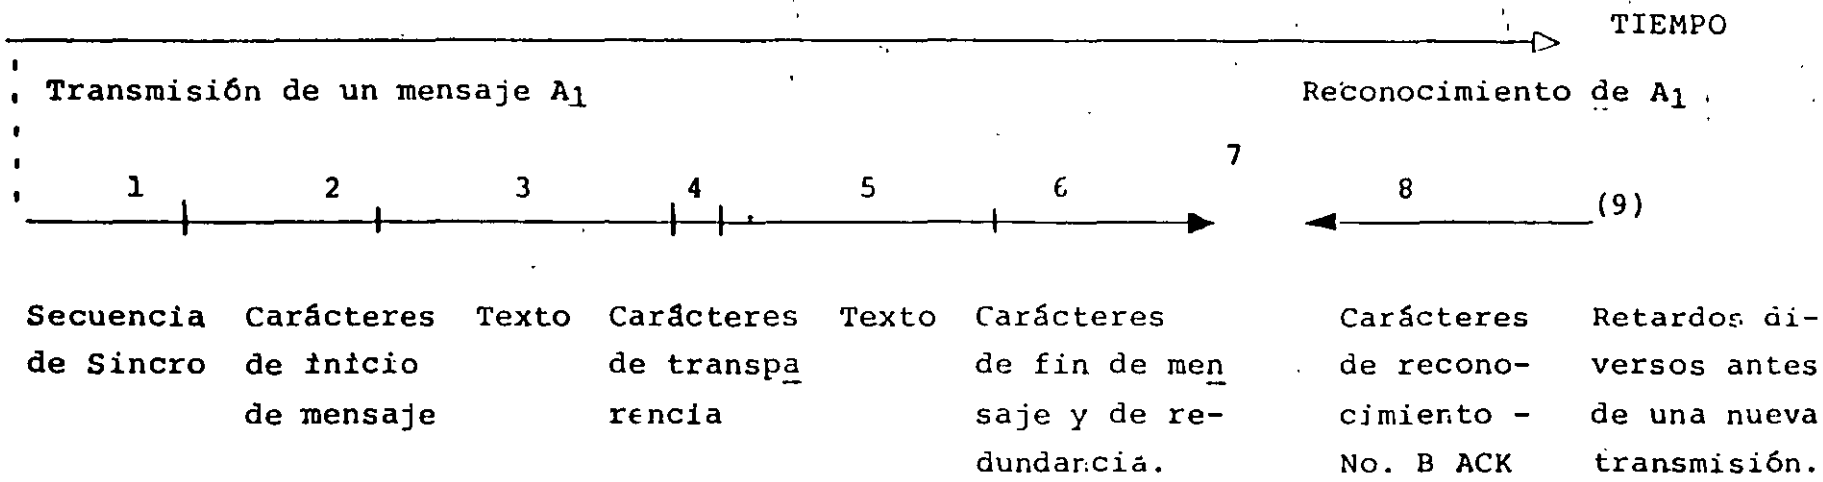 TIEMPO
Transmisión de un mensaje A1 Reconocimiento de A1
7
1 2 3 4 5 6 8 (9)
Secuencia Carácteres Texto Carácteres Texto Carácteres Carácteres Retardos di-
de Sincro de início de transpa de fin de men de recono- versos antes
de mensaje rencia saje y de re- cimiento - de una nueva
dundancia. No. B ACK transmisión.